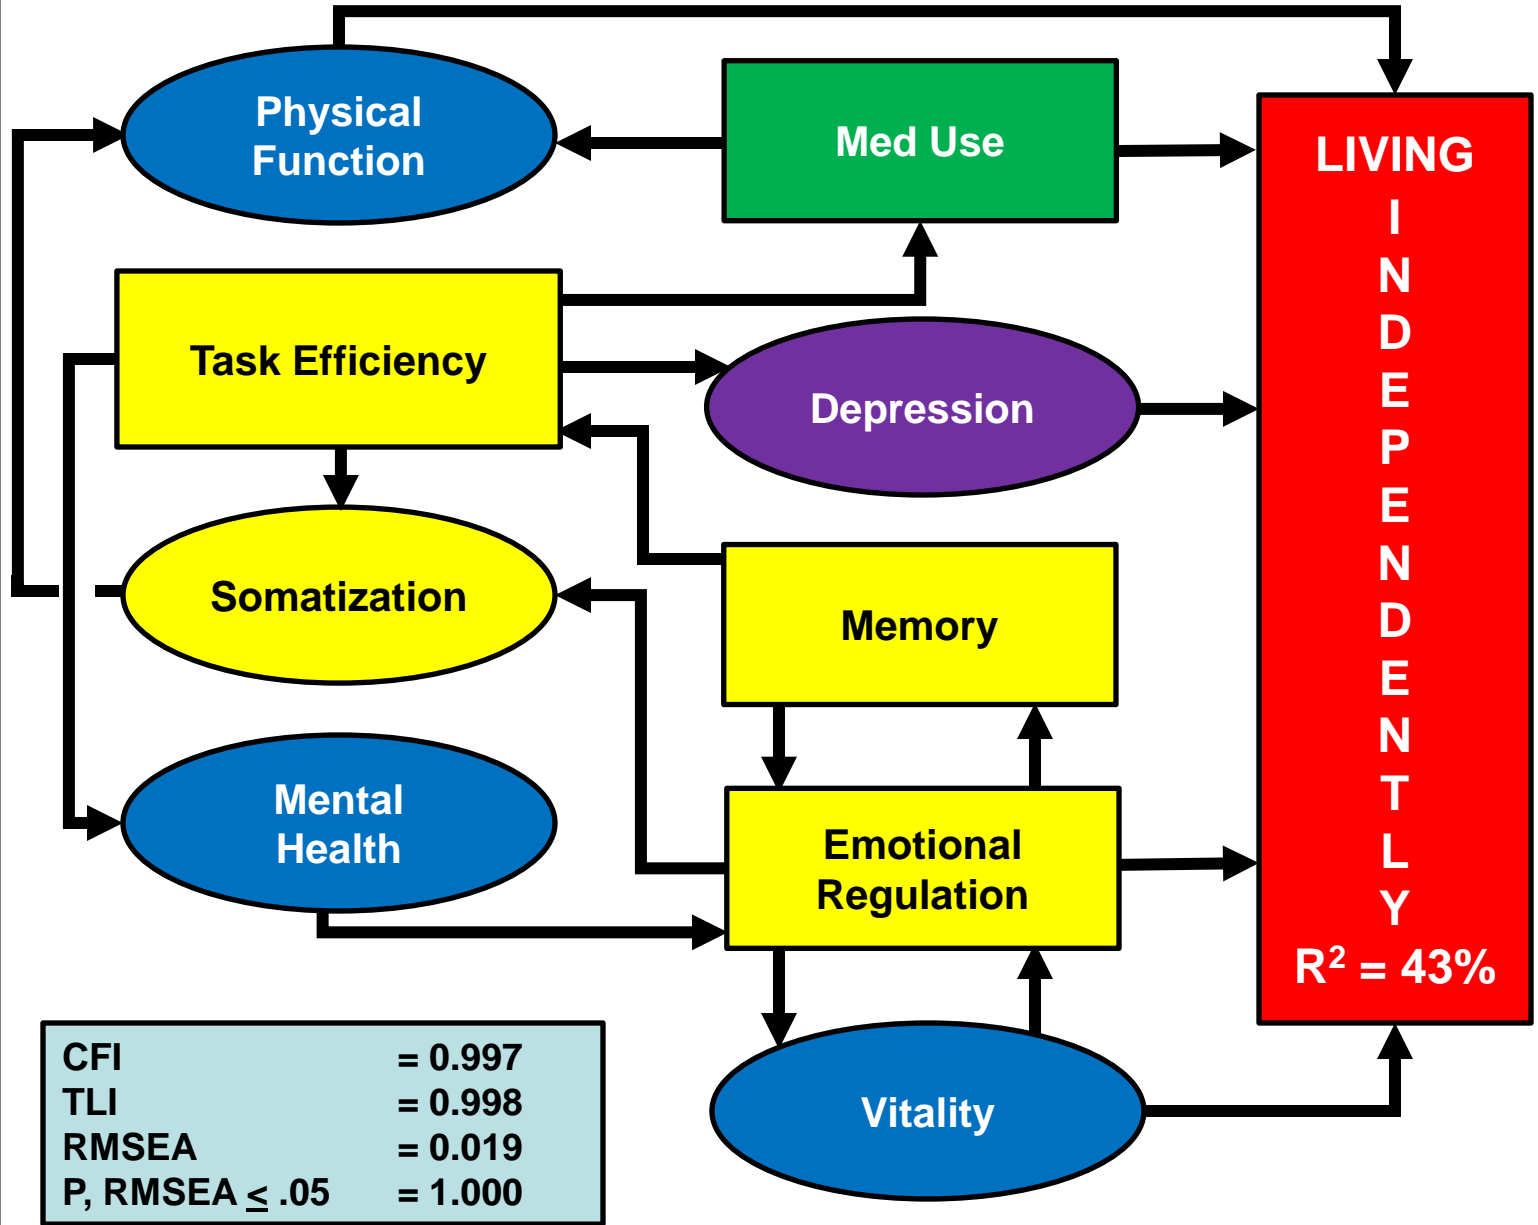 Physical
Function
Med Use
LIVING
I
N
D
E
P
E
N
D
E
N
T
L
Y
R² = 43%
Task Efficiency
Depression
Somatization
Memory
Mental
Health
Emotional
Regulation
Vitality
CFI = 0.997
TLI = 0.998
RMSEA = 0.019
P, RMSEA ≤ .05 = 1.000